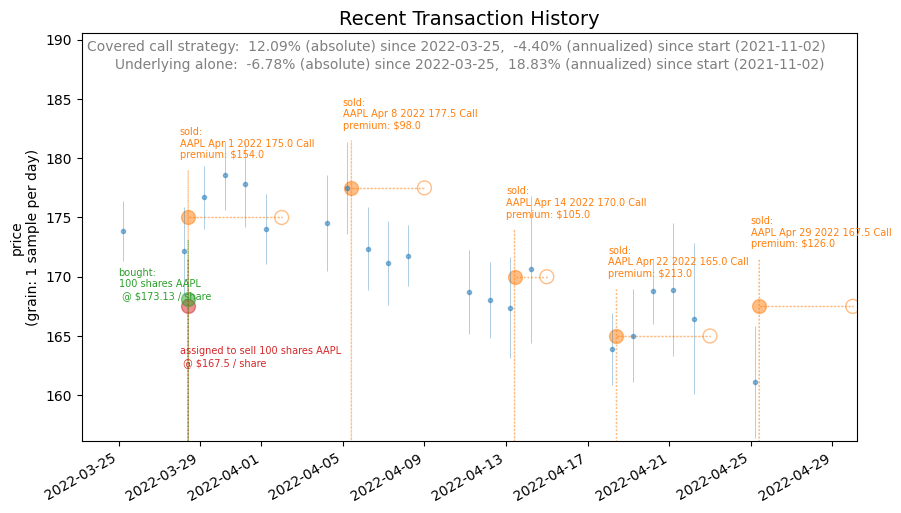 Recent Transaction History
Covered call strategy:  12.09% (absolute) since 2022-03-25,  -4.40% (annualized) since start (2021-11-02)
Underlying alone:  -6.78% (absolute) since 2022-03-25,  18.83% (annualized) since start (2021-11-02)
190
185
180
175
170
165
160
price
(grain: 1 sample per day)
sold:
AAPL Apr 1 2022 175.0 Call
premium: $154.0
sold:
AAPL Apr 8 2022 177.5 Call
premium: $98.0
sold:
AAPL Apr 14 2022 170.0 Call
premium: $105.0
sold:
AAPL Apr 22 2022 165.0 Call
premium: $213.0
sold:
AAPL Apr 29 2022 167.5 Call
premium: $126.0
bought:
100 shares AAPL
@ $173.13 / share
assigned to sell 100 shares AAPL
@ $167.5 / share
2022-03-25
2022-03-29
2022-04-01
2022-04-05
2022-04-09
2022-04-13
2022-04-17
2022-04-21
2022-04-25
2022-04-29